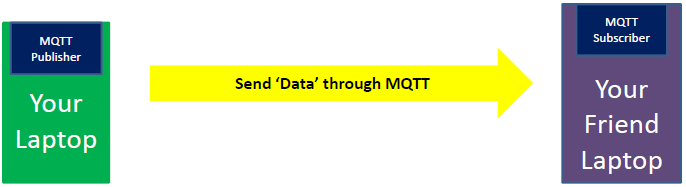 MQTT
Publisher
Your
Laptop
Send ‘Data’ through MQTT
MQTT
Subscriber
Your
Friend
Laptop